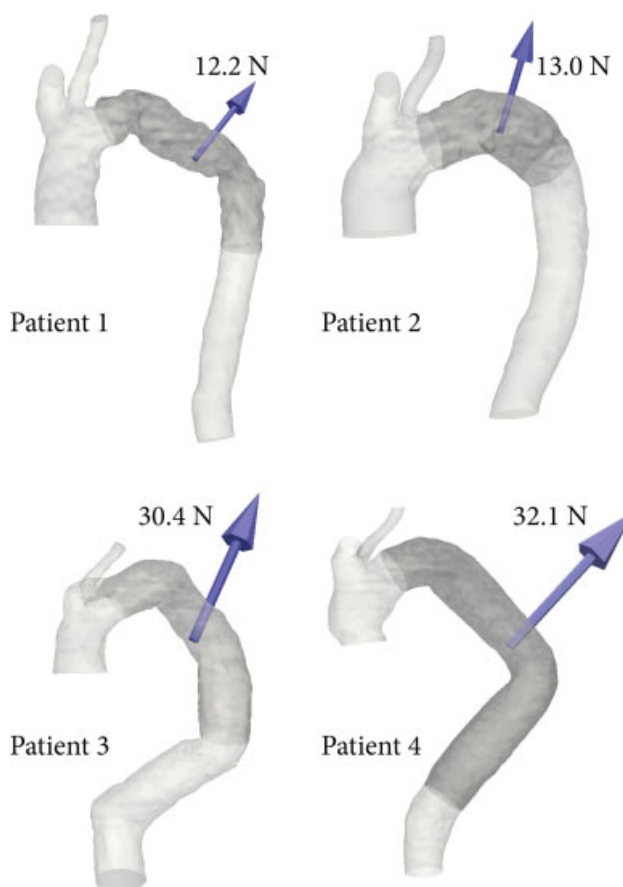 12.2 N
13.0 N
Patient 1
Patient 2
30.4 N
32.1 N
Patient 3
Patient 4